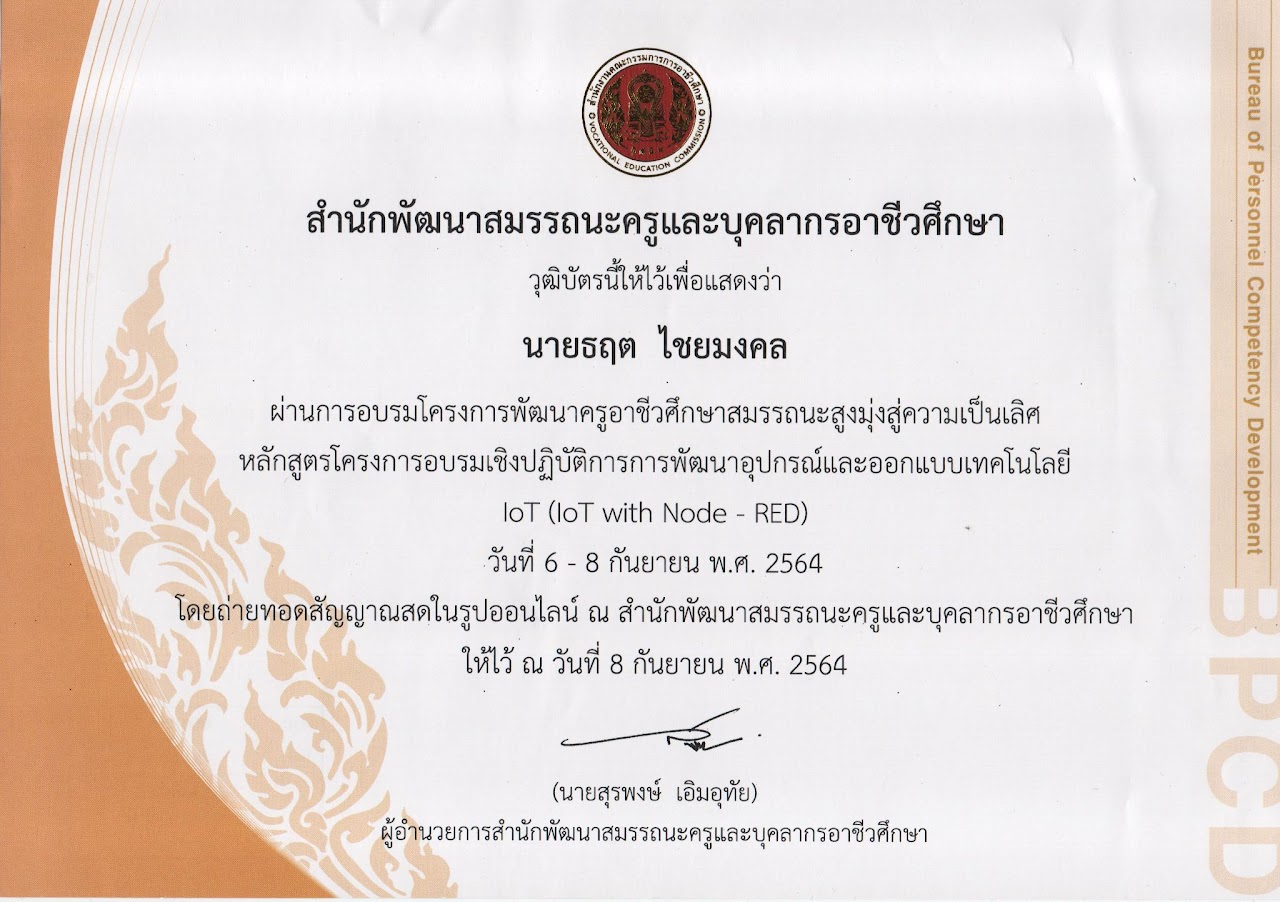 สำนักงานคณะกรรมการการอาชีวศึกษา
VOCATIONAL EDUCATION COMMISSION
สำนักพัฒนาสมรรถนะครูและบุคลากรอาชีวศึกษา
วุฒิบัตรนี้ให้ไว้เพื่อแสดงว่า
นายธฤต ไชยมงคล
ผ่านการอบรมโครงการพัฒนาครูอาชีวศึกษาสมรรถนะสูงมุ่งสู่ความเป็นเลิศ
หลักสูตรโครงการอบรมเชิงปฏิบัติการการพัฒนาอุปกรณ์และออกแบบเทคโนโลยี
IoT (IoT with Node - RED)
วันที่ 6 - 8 กันยายน พ.ศ. 2564
โดยถ่ายทอดสัญญาณสดในรูปออนไลน์ ณ สำนักพัฒนาสมรรถนะครูและบุคลากรอาชีวศึกษา
ให้ไว้ ณ วันที่ 8 กันยายน พ.ศ. 2564
(นายสุรพงษ์ เอิมอุทัย)
ผู้อำนวยการสำนักพัฒนาสมรรถนะครูและบุคลากรอาชีวศึกษา
Bureau of Personnel Competency Development
BPCD